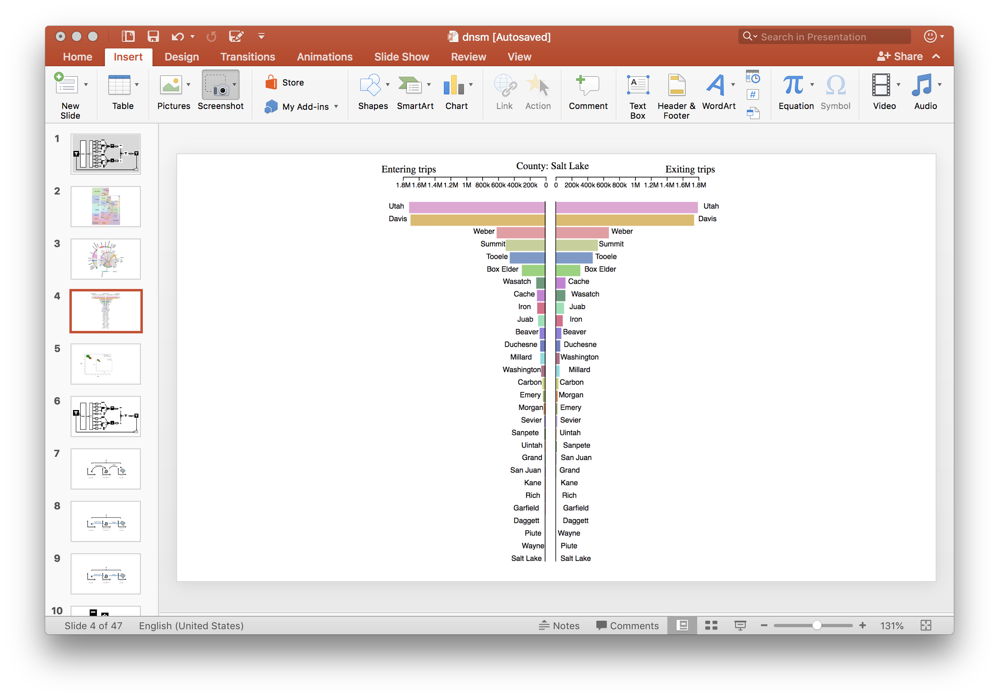 dnsm [Autosaved]
Search in Presentation
Home Insert Design Transitions Animations Slide Show Review View Share
New Slide
Table
Pictures
Screenshot
Store
My Add-ins
Shapes
SmartArt
Chart
Link
Action
Comment
Text Box
Header & Footer
WordArt
#
Equation
Symbol
Video
Audio
1
2
3
4
5
6
7
8
9
10
Entering trips
County: Salt Lake
Exiting trips
1.8M 1.6M 1.4M 1.2M 1M 800k 600k 400k 200k 0 0 200k 400k 600k 800k 1M 1.2M 1.4M 1.6M 1.8M
Utah Utah
Davis Davis
Weber Weber
Summit Summit
Tooele Tooele
Box Elder Box Elder
Wasatch Cache
Cache Wasatch
Iron Juab
Juab Iron
Beaver Beaver
Duchesne Duchesne
Millard Washington
Washington Millard
Carbon Carbon
Emery Morgan
Morgan Emery
Sevier Sevier
Sanpete Uintah
Uintah Sanpete
Grand San Juan
San Juan Grand
Kane Kane
Rich Rich
Garfield Garfield
Daggett Daggett
Piute Wayne
Wayne Piute
Salt Lake Salt Lake
Slide 4 of 47 English (United States) Notes Comments 131%